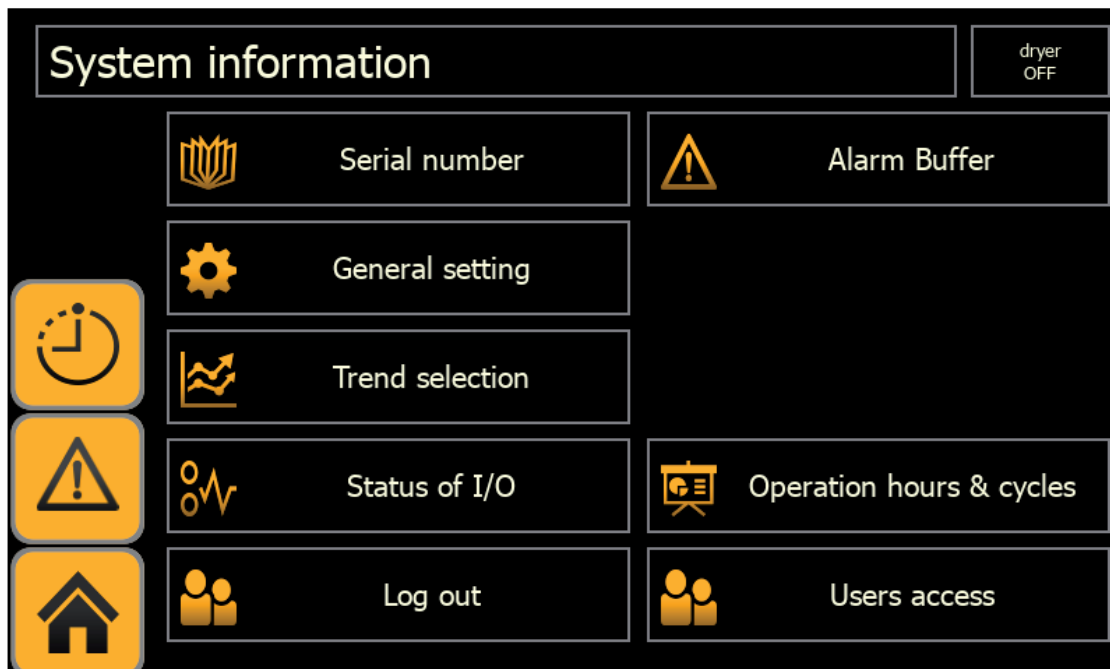 System information
dryer
OFF
Serial number
Alarm Buffer
General setting
Trend selection
Status of I/O
Operation hours & cycles
Log out
Users access